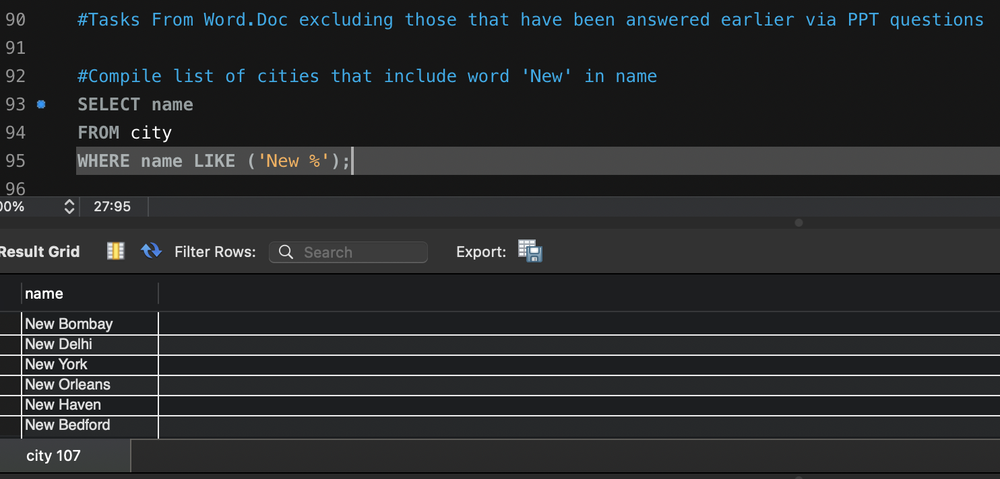 90 #Tasks From Word.Doc excluding those that have been answered earlier via PPT questions
91
92 #Compile list of cities that include word 'New' in name
93 SELECT name
94 FROM city
95 WHERE name LIKE ('New %');
96
00% 27:95
Result Grid Filter Rows: Search Export:
name
New Bombay
New Delhi
New York
New Orleans
New Haven
New Bedford
city 107